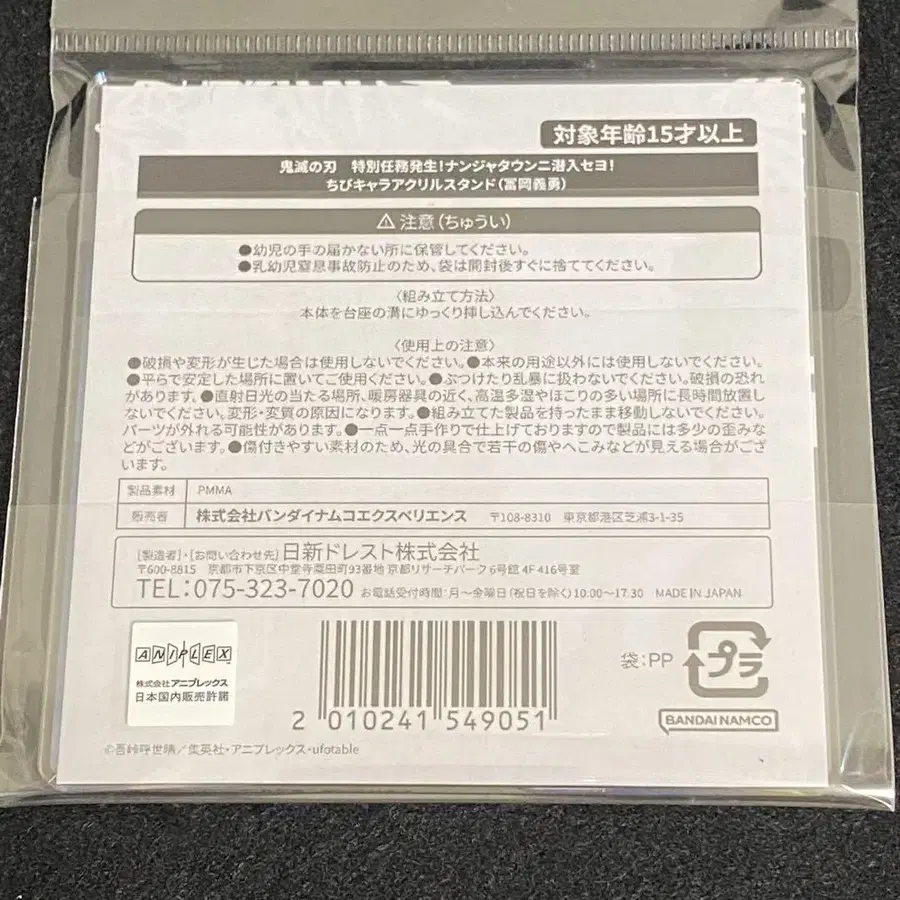 対象年齢15才以上
鬼滅の刃　特別任務発生!ナンジャタウンニ潜入セヨ!
ちびキャラアクリルスタンド(冨岡義勇)
⚠注意(ちゅうい)
●幼児の手の届かない所に保管してください。
●乳幼児窒息事故防止のため、袋は開封後すぐに捨ててください。
〈組み立て方法〉
本体を台座の溝にゆっくり挿し込んでください。
〈使用上の注意〉
●破損や変形が生じた場合は使用しないでください。●本来の用途以外には使用しないでください。
●平らで安定した場所に置いてご使用ください。●ぶつけたり乱暴に扱わないでください。破損の恐れ
があります。●直射日光の当たる場所、暖房器具の近く、高温多湿やほこりの多い場所に長時間放置し
ないでください。変形・変質の原因になります。●組み立てた製品を持ったまま移動しないでください。
パーツが外れる可能性があります。●一点一点手作りで仕上げておりますので製品には多少の歪みな
どがございます。●傷付きやすい素材のため、光の具合で若干の傷やへこみなどが見える場合がござ
います。
製品素材 PMMA
販売者 株式会社バンダイナムコエクスペリエンス 〒108-8310 東京都港区芝浦3-1-35
[製造者]・[お問い合わせ先]日新ドレスト株式会社
〒600-8815 京都市下京区中堂寺粟田町93番地 京都リサーチパーク6号館 4F 416号室
TEL:075-323-7020 お電話受付時間:月〜金曜日(祝日を除く)10:00〜17:30 MADE IN JAPAN
ANIPLEX
株式会社アニプレックス
日本国内販売許諾
2 010241 549051
袋:PP
プラ
BANDAI NAMCO
©吾峠呼世晴/集英社・アニプレックス・ufotable